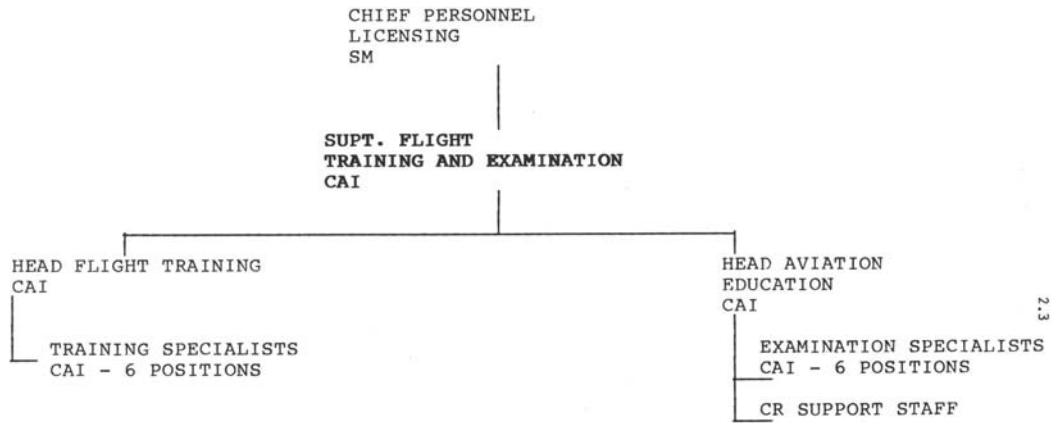 CHIEF PERSONNEL
LICENSING
SM
SUPT. FLIGHT
TRAINING AND EXAMINATION
CAI
HEAD FLIGHT TRAINING
CAI
TRAINING SPECIALISTS
CAI - 6 POSITIONS
HEAD AVIATION
EDUCATION
CAI
EXAMINATION SPECIALISTS
CAI - 6 POSITIONS
CR SUPPORT STAFF
2.3